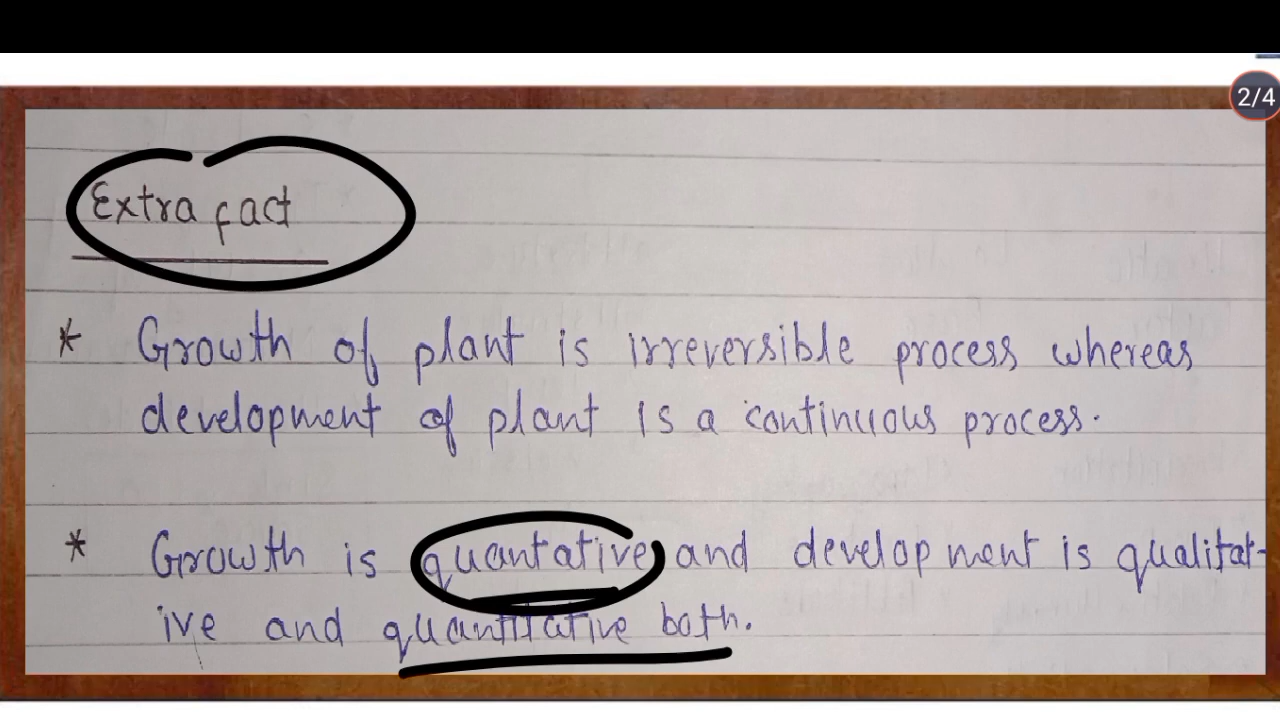 2/4
Extra fact
* Growth of plant is irreversible process whereas
development of plant is a continuous process.
* Growth is quantative and development is qualitat-
ive and quantitative both.